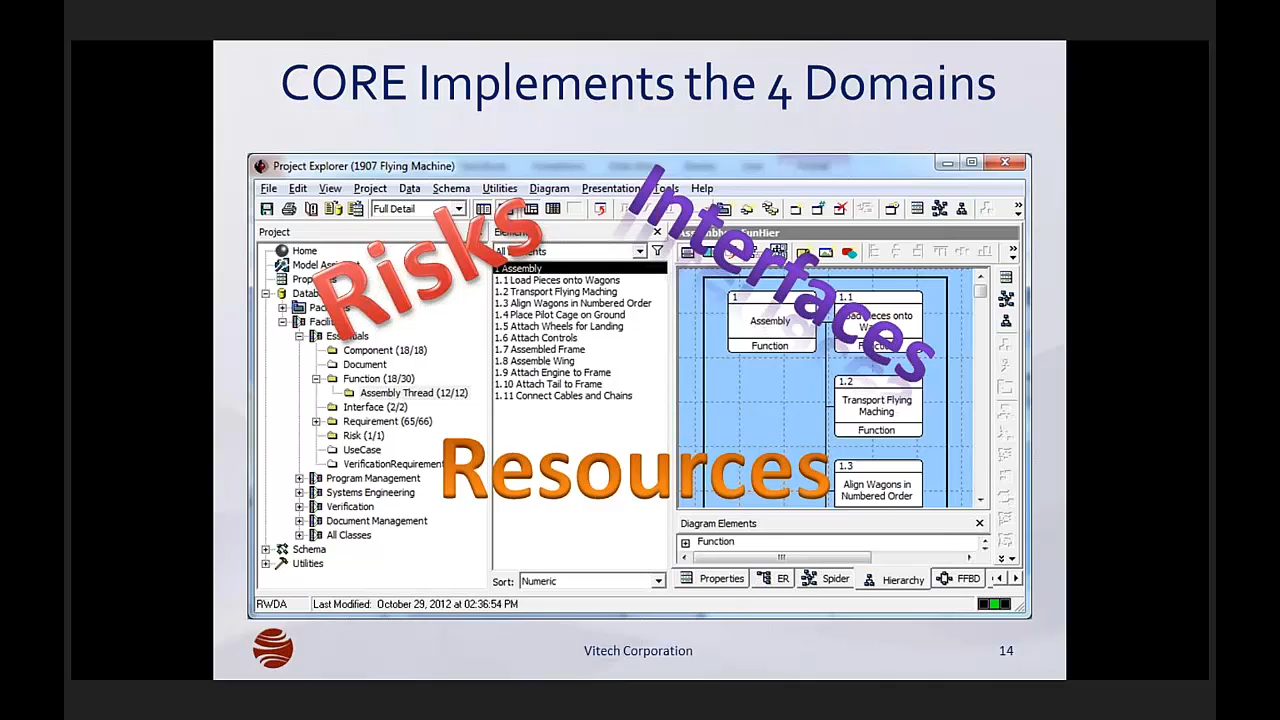 CORE Implements the 4 Domains
Project Explorer (1907 Flying Machine)
File Edit View Project Data Schema Utilities Diagram Presentation Tools Help
Full Detail
Risks
Interfaces
Resources
Project
Home
Database
Essentials
Component (18/18)
Document
Function (18/30)
Assembly Thread (12/12)
Interface (2/2)
Requirement (65/66)
Risk (1/1)
UseCase
VerificationRequirement
Program Management
Systems Engineering
Verification
Document Management
All Classes
Schema
Utilities
1 Assembly
1.1 Load Pieces onto Wagons
1.2 Transport Flying Maching
1.3 Align Wagons in Numbered Order
1.4 Place Pilot Cage on Ground
1.5 Attach Wheels for Landing
1.6 Attach Controls
1.7 Assembled Frame
1.8 Assemble Wing
1.9 Attach Engine to Frame
1.10 Attach Tail to Frame
1.11 Connect Cables and Chains
Sort: Numeric
1
Assembly
Function
1.1
Load Pieces onto
Function
1.2
Transport Flying
Maching
Function
1.3
Align Wagons in
Numbered Order
Diagram Elements
Function
Properties ER Spider Hierarchy FFBD
RWDA Last Modified: October 29, 2012 at 02:36:54 PM
Vitech Corporation
14